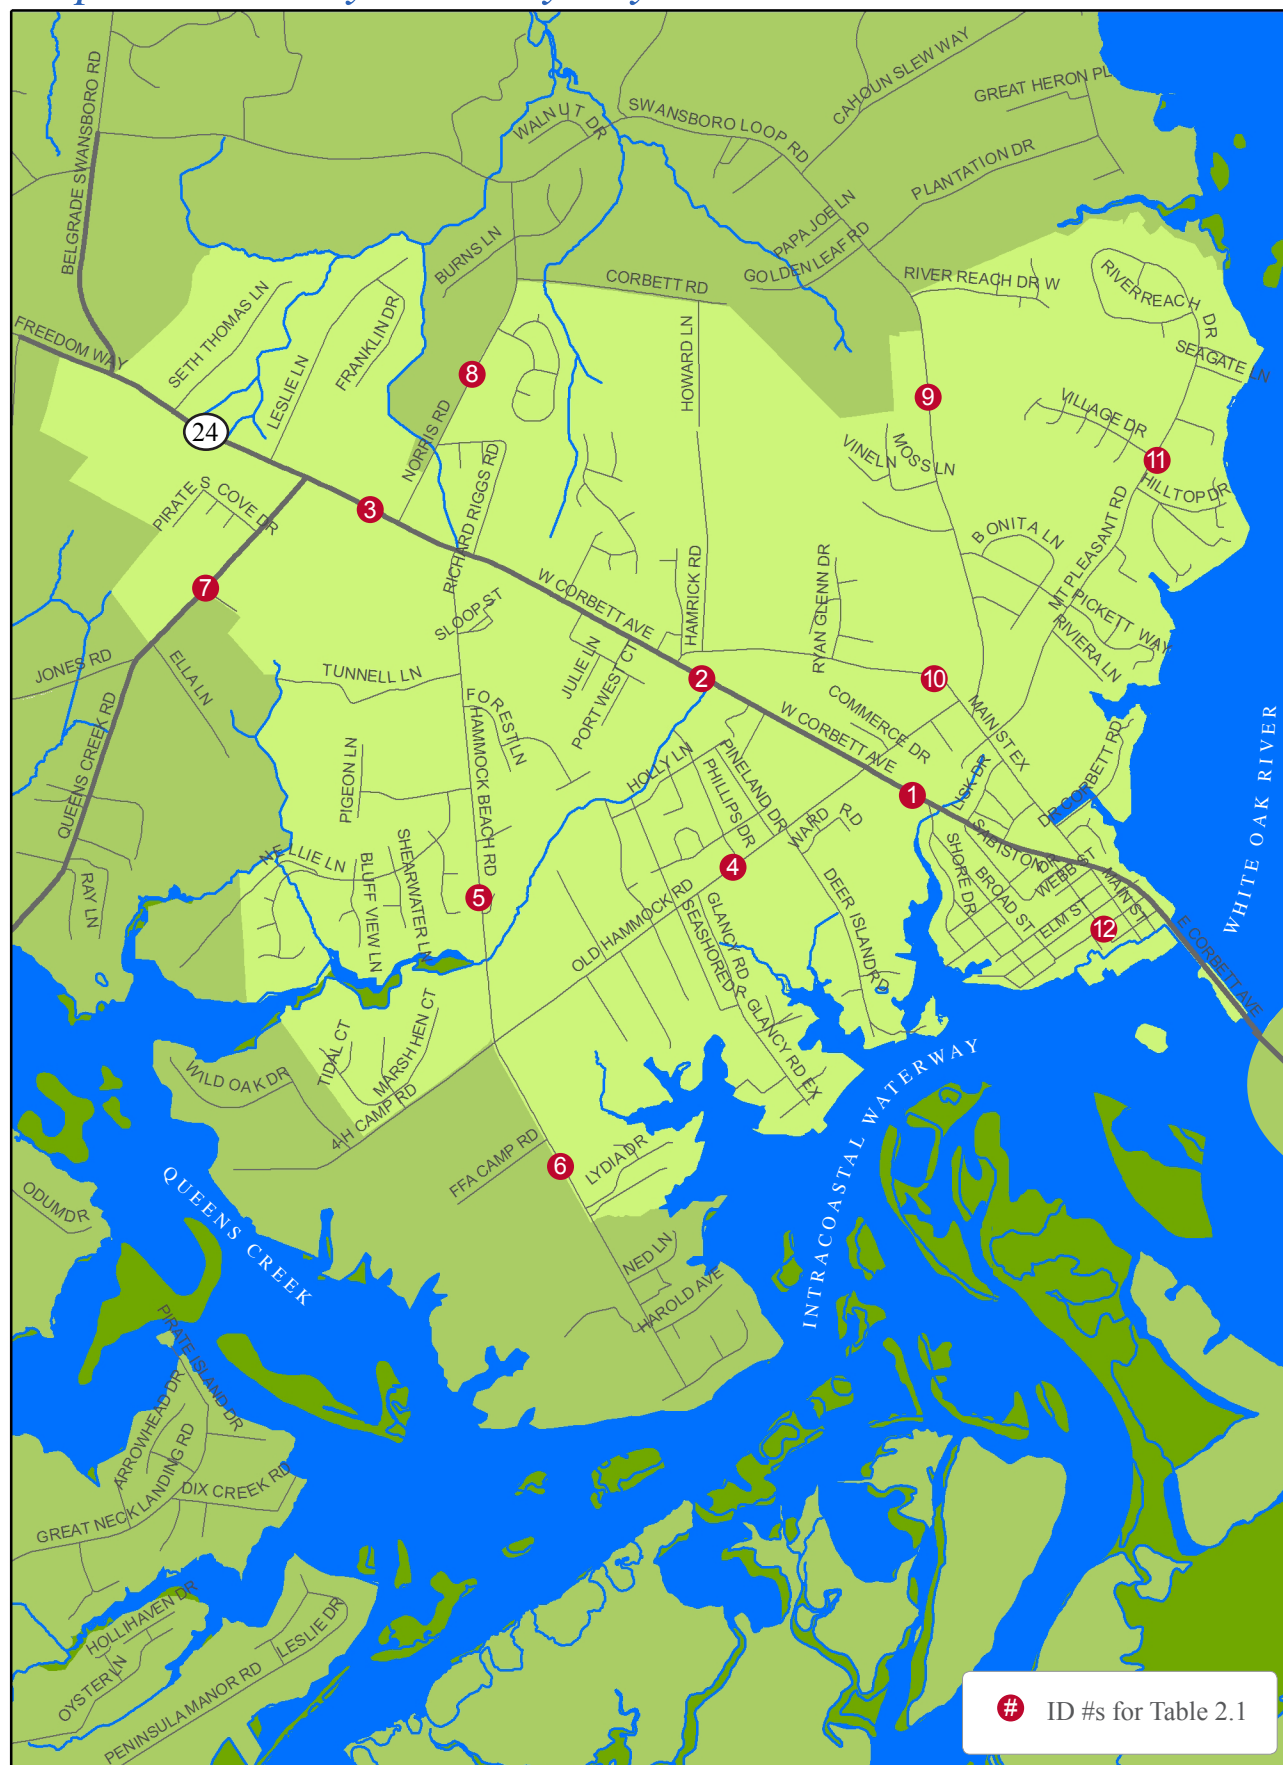 CAHOUN SLEW WAY
GREAT HERON PL
BELGRADE SWANSBORO RD
WALNUT DR
SWANSBORO LOOP RD
PLANTATION DR
PAPA JOE LN
GOLDEN LEAF RD
BURNS LN
CORBETT RD
RIVER REACH DR W
RIVER REACH DR
SEAGATE LN
FREEDOM WAY
SETH THOMAS LN
LESLIE LN
FRANKLIN DR
HOWARD LN
8
9
24
NORRIS RD
VILLAGE DR
11
VINE LN
MOSS LN
HILLTOP DR
PIRATE S COVE DR
3
RICHARD RIGGS RD
BONITA LN
MT PLEASANT RD
7
W CORBETT AVE
HAMRICK RD
RYAN GLENN DR
PICKETT WAY
RIVIERA LN
SLOOP ST
JONES RD
ELLA LN
TUNNELL LN
JULIE LN
PORT WEST CT
2
10
FOREST LN
HAMMOCK BEACH RD
COMMERCE DR
W CORBETT AVE
MAIN ST EX
QUEENS CREEK RD
PIGEON LN
HOLLY LN
PHILLIPS DR
PINELAND DR
1
LISK DR
DR CORBETT RD
WHITE OAK RIVER
WARD RD
4
SABISTON DR
WEBB ST
MAIN ST
NELLIE LN
BLUFF VIEW LN
SHEARWATER LN
RAY LN
5
SHORE DR
BROAD ST
ELM ST
12
E CORBETT AVE
DEER ISLAND RD
OLD HAMMOCK RD
SEASHORE DR
GLANCY RD
GLANCY RD EX
TIDAL CT
MARSH HEN CT
WILD OAK DR
4-H CAMP RD
INTRACOASTAL WATERWAY
FFA CAMP RD
6
LYDIA DR
ODUM DR
QUEENS CREEK
NED LN
HAROLD AVE
PIRATE ISLAND DR
ARROWHEAD DR
GREAT NECK LANDING RD
DIX CREEK RD
HOLLIHAVEN DR
OYSTER LN
LESLIE DR
PENINSULA MANOR RD
# ID #s for Table 2.1